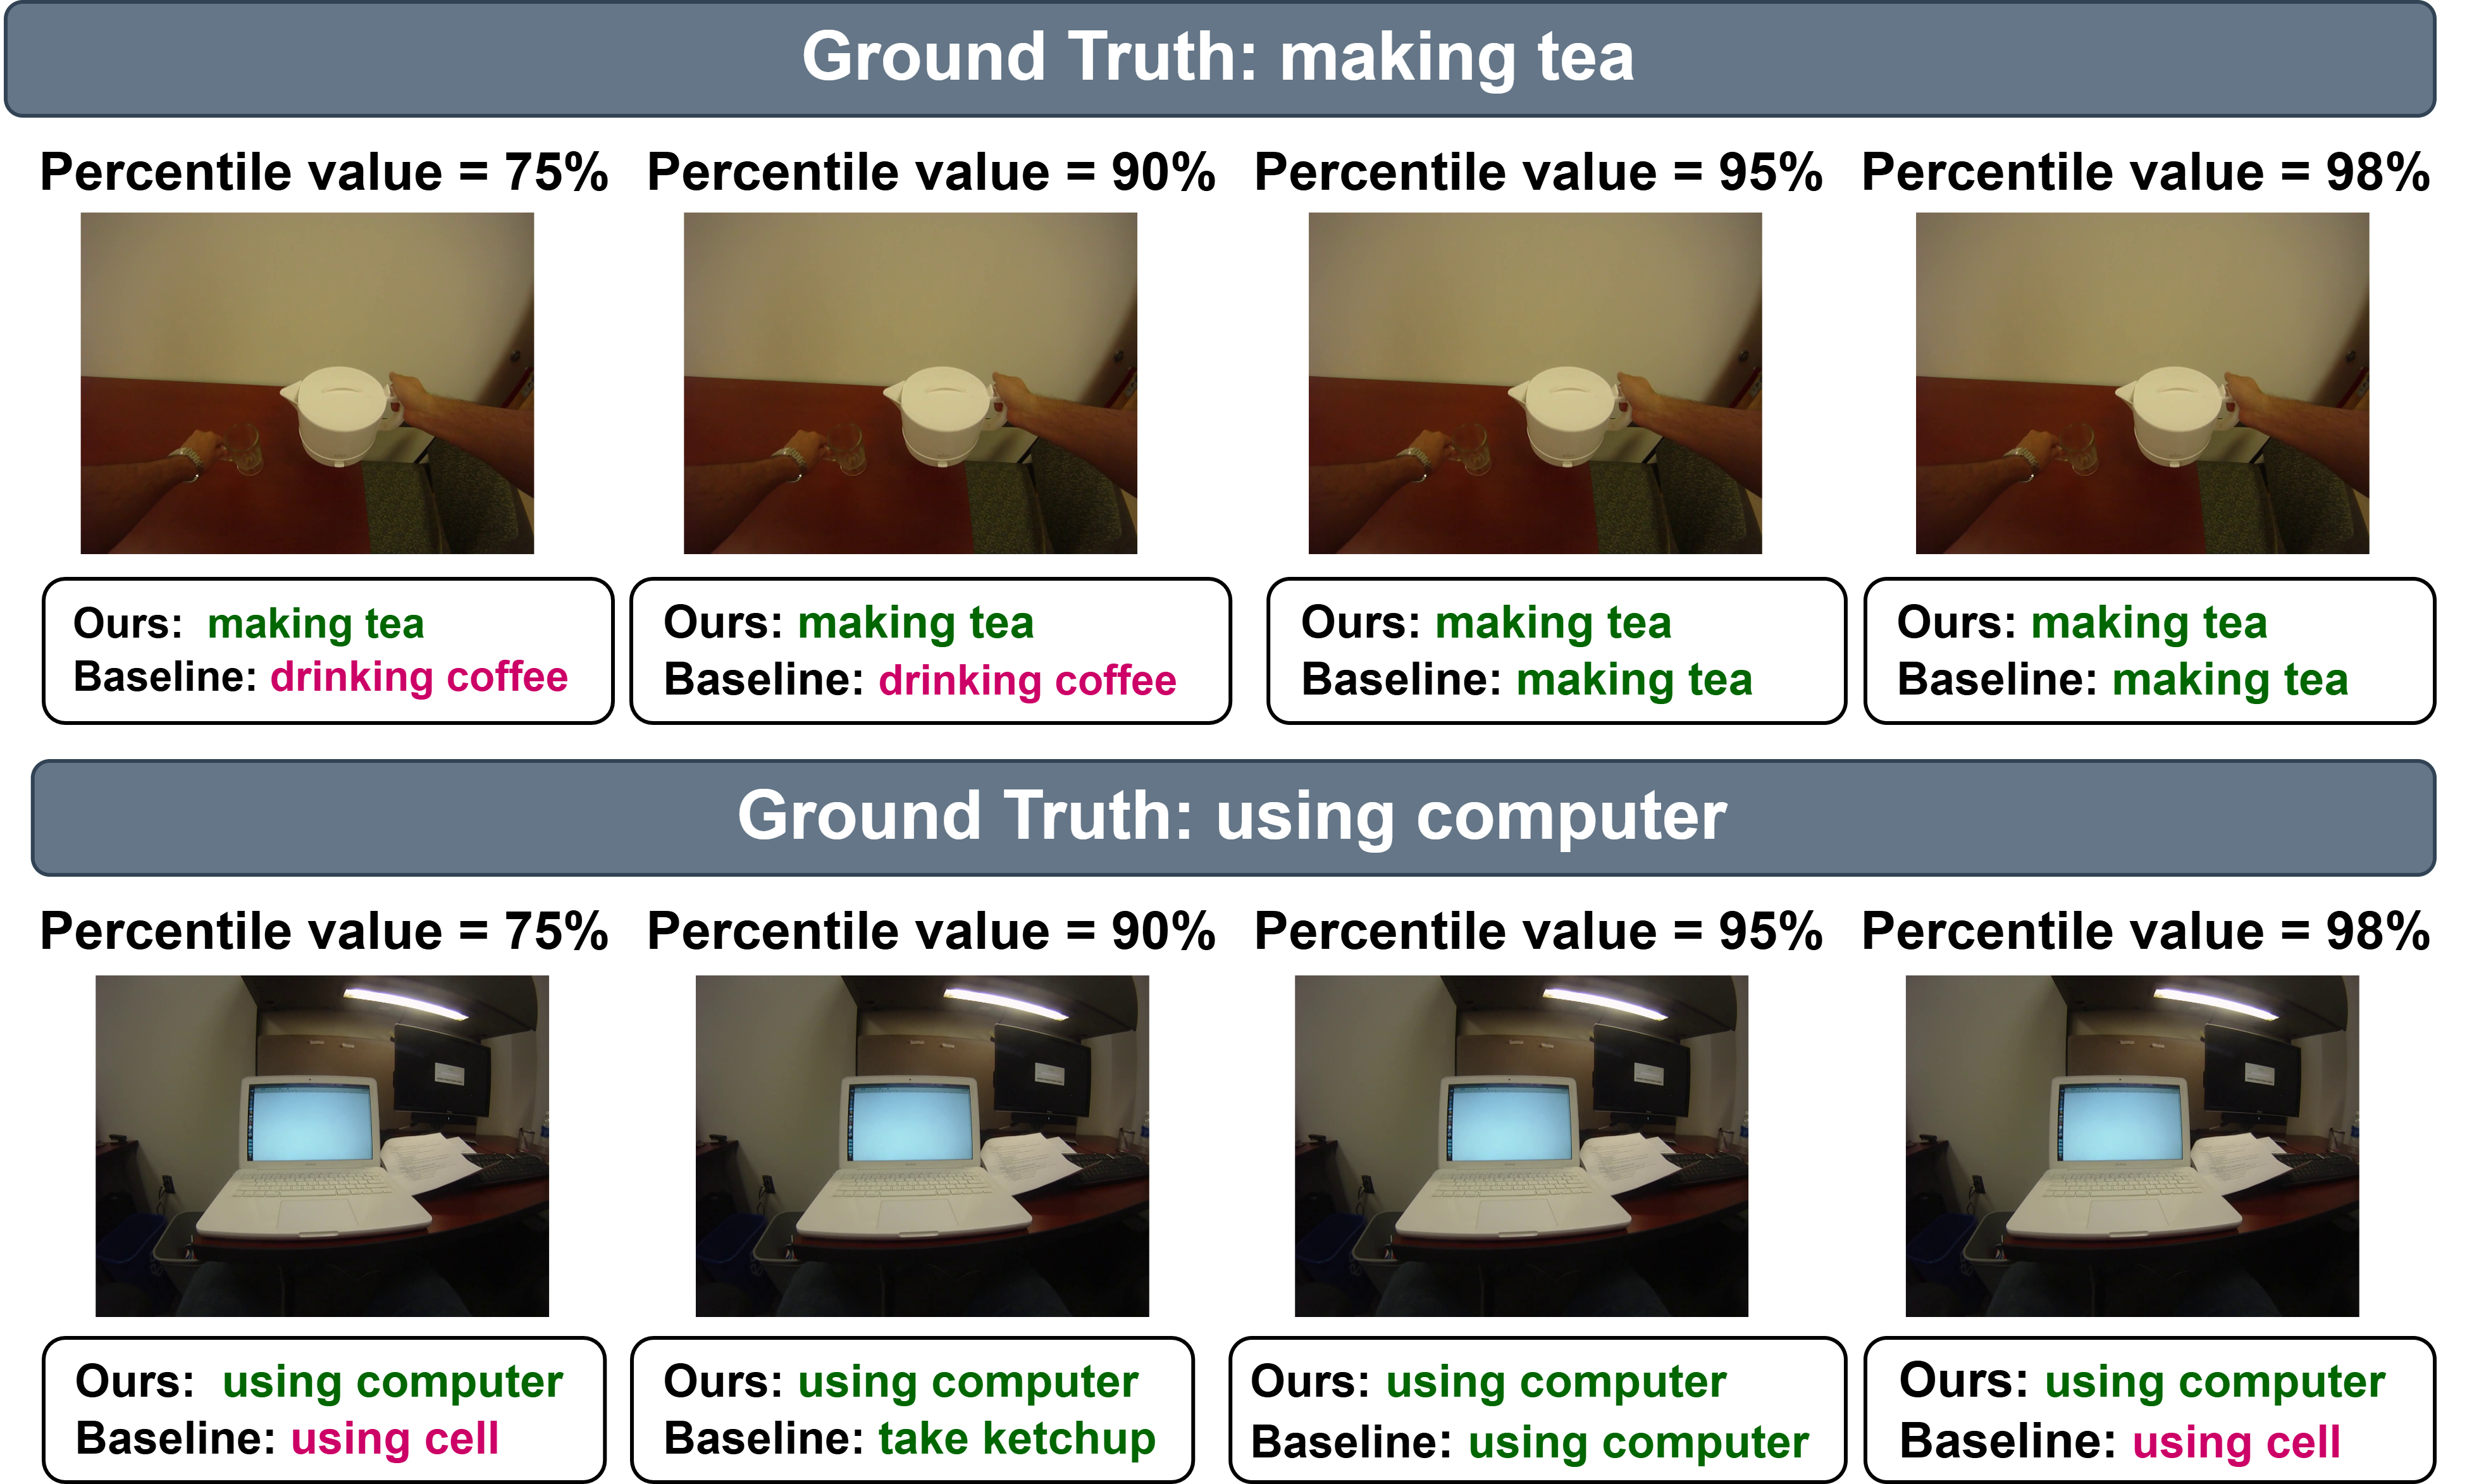 Ground Truth: making tea
Percentile value = 75% Percentile value = 90% Percentile value = 95% Percentile value = 98%
Ours: making tea
Baseline: drinking coffee
Ours: making tea
Baseline: drinking coffee
Ours: making tea
Baseline: making tea
Ours: making tea
Baseline: making tea
Ground Truth: using computer
Percentile value = 75% Percentile value = 90% Percentile value = 95% Percentile value = 98%
Ours: using computer
Baseline: using cell
Ours: using computer
Baseline: take ketchup
Ours: using computer
Baseline: using computer
Ours: using computer
Baseline: using cell